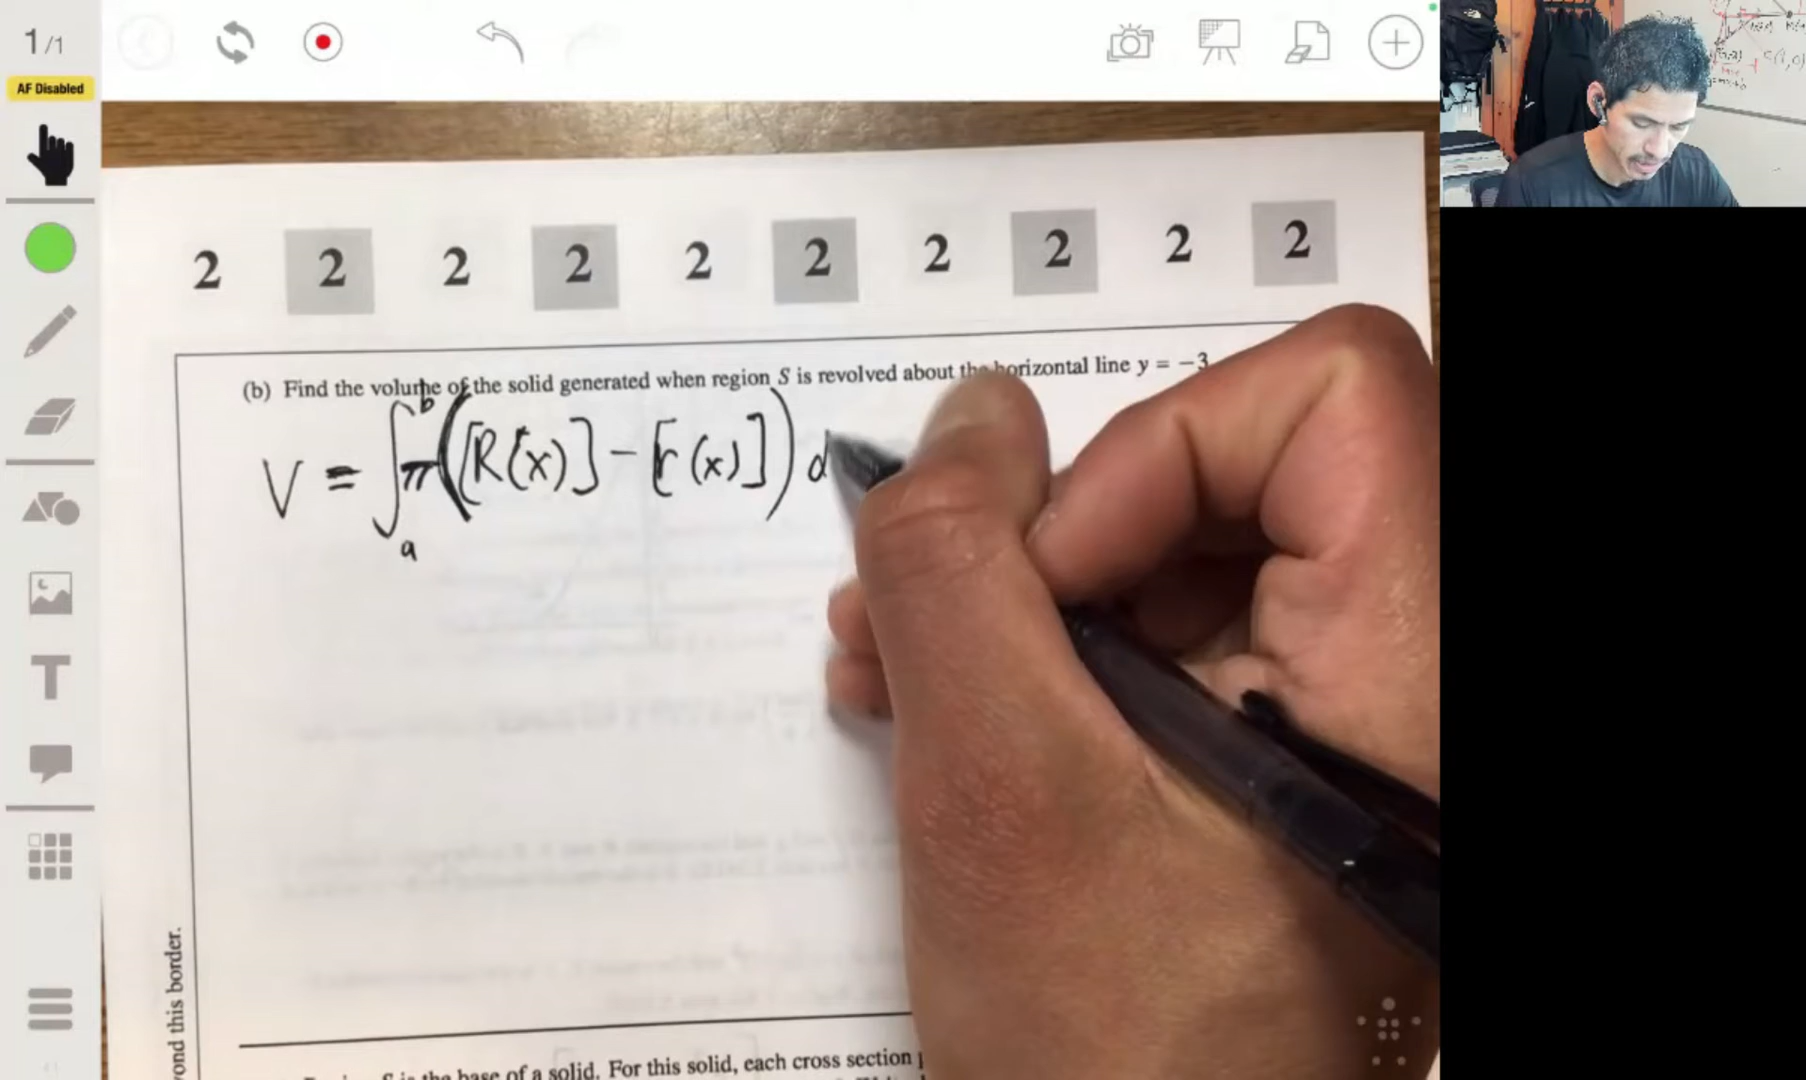 1/1
AF Disabled
2 2 2 2 2 2 2 2 2 2
(b) Find the volume of the solid generated when region S is revolved about the horizontal line y = −3
V = ∫ₐᵇ π([R(x)] − [r(x)]) d
T
yond this border.
S is the base of a solid. For this solid, each cross section